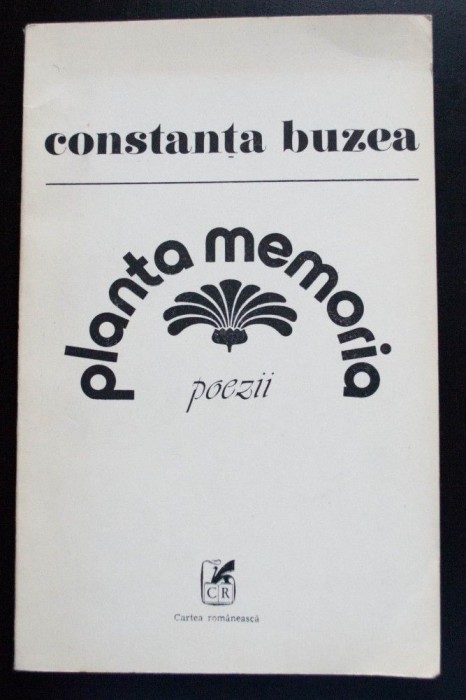 constanța buzea
planta memoria
poezii
CR
Cartea românească